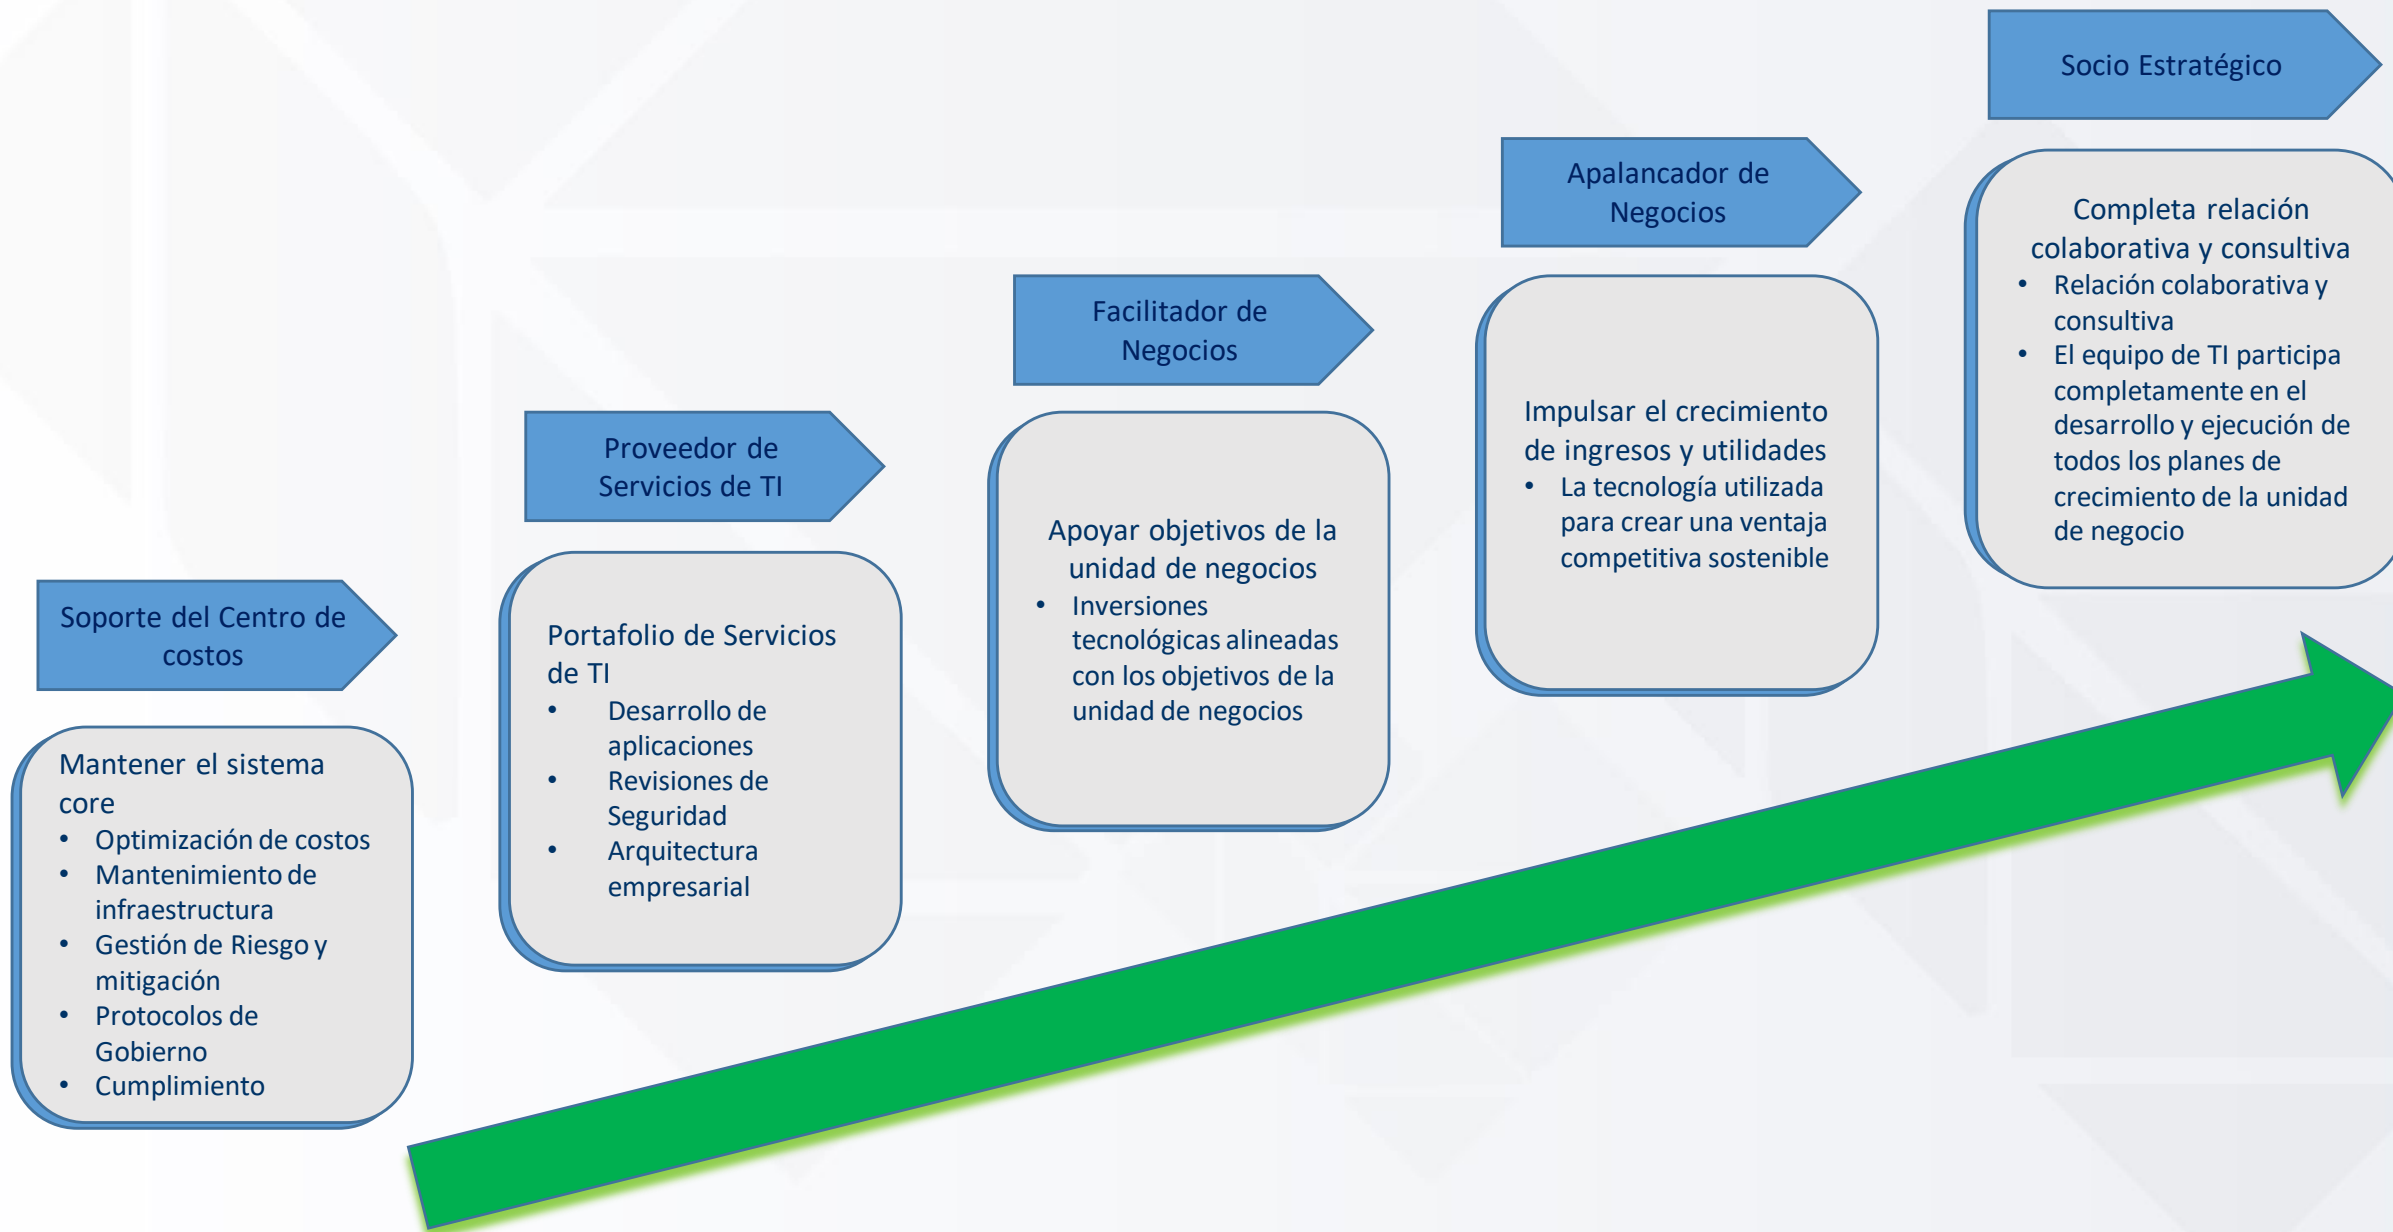 Soporte del Centro de
costos
Mantener el sistema
core
• Optimización de costos
• Mantenimiento de
infraestructura
• Gestión de Riesgo y
mitigación
• Protocolos de
Gobierno
• Cumplimiento
Proveedor de
Servicios de TI
Portafolio de Servicios
de TI
• Desarrollo de
aplicaciones
• Revisiones de
Seguridad
• Arquitectura
empresarial
Facilitador de
Negocios
Apoyar objetivos de la
unidad de negocios
• Inversiones
tecnológicas alineadas
con los objetivos de la
unidad de negocios
Apalancador de
Negocios
Impulsar el crecimiento
de ingresos y utilidades
• La tecnología utilizada
para crear una ventaja
competitiva sostenible
Socio Estratégico
Completa relación
colaborativa y consultiva
• Relación colaborativa y
consultiva
• El equipo de TI participa
completamente en el
desarrollo y ejecución de
todos los planes de
crecimiento de la unidad
de negocio